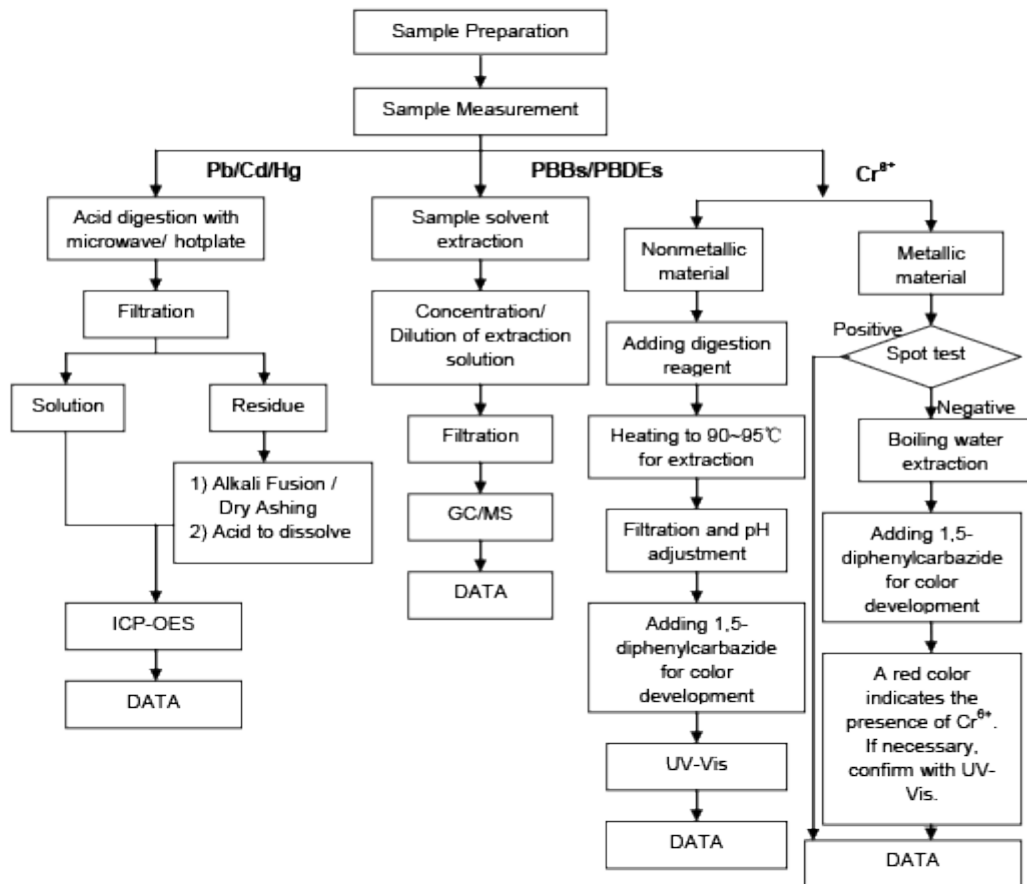 Sample Preparation
Sample Measurement
Pb/Cd/Hg
PBBs/PBDEs
Cr⁶⁺
Acid digestion with
microwave/ hotplate
Filtration
Solution
Residue
1) Alkali Fusion /
Dry Ashing
2) Acid to dissolve
ICP-OES
DATA
Sample solvent
extraction
Concentration/
Dilution of extraction
solution
Filtration
GC/MS
DATA
Nonmetallic
material
Adding digestion
reagent
Heating to 90~95℃
for extraction
Filtration and pH
adjustment
Adding 1,5-
diphenylcarbazide
for color
development
UV-Vis
DATA
Metallic
material
Positive
Spot test
Negative
Boiling water
extraction
Adding 1,5-
diphenylcarbazide
for color
development
A red color
indicates the
presence of Cr⁶⁺.
If necessary,
confirm with UV-
Vis.
DATA